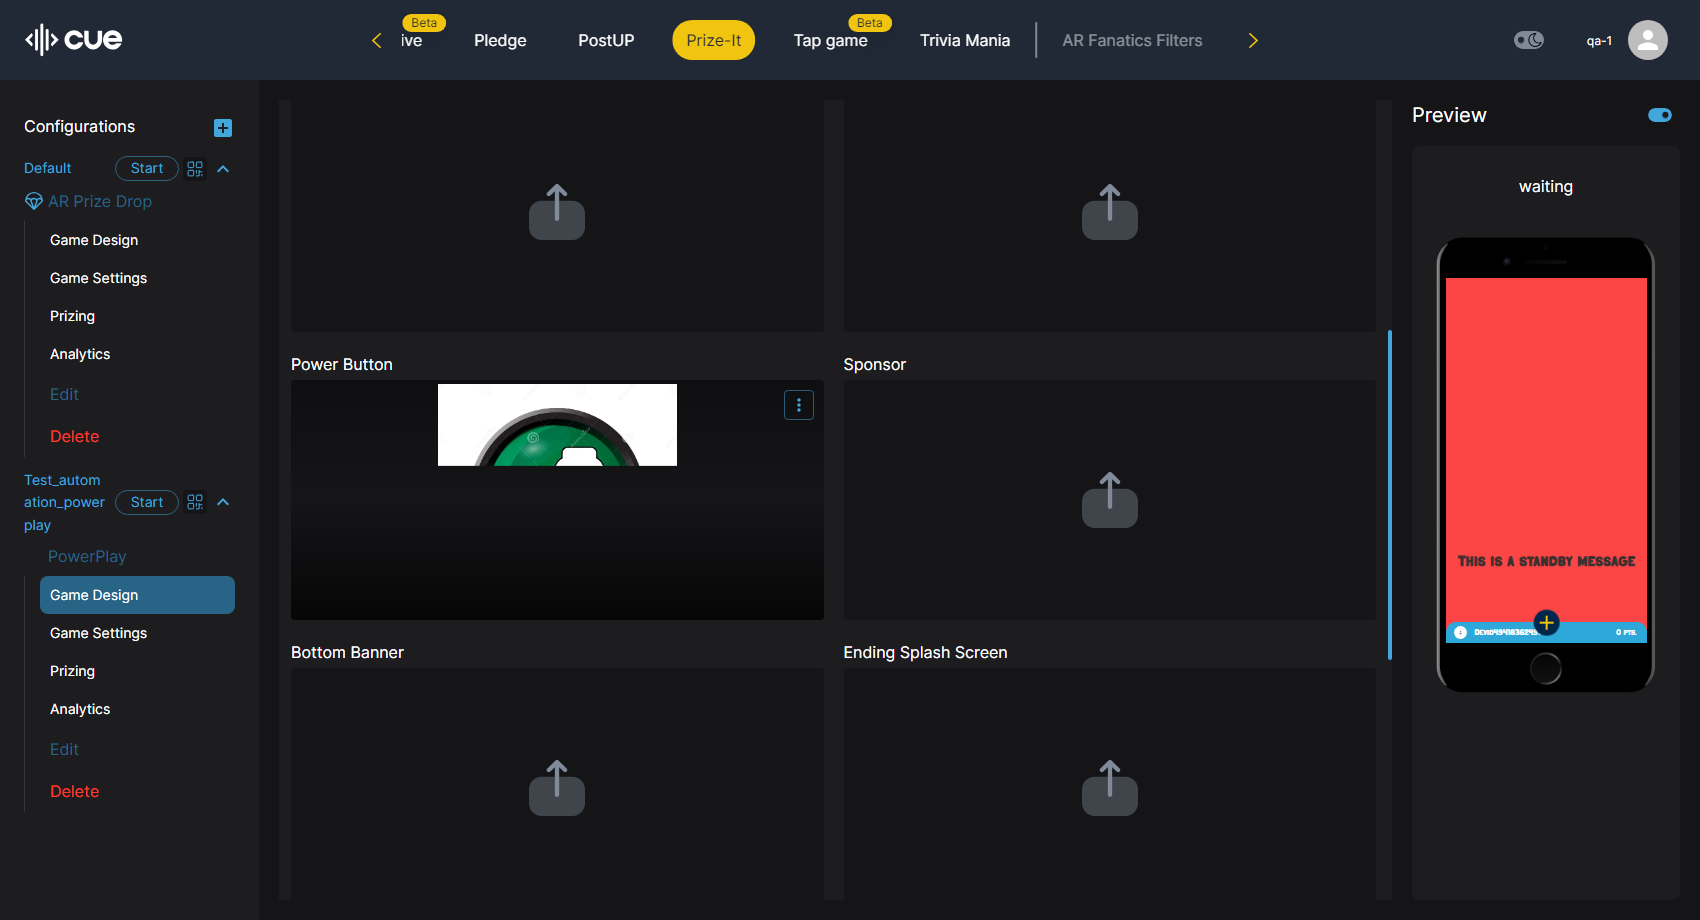 cue
Beta
ive
Pledge
PostUP
Prize-It
Beta
Tap game
Trivia Mania
AR Fanatics Filters
qa-1
Configurations
Default
Start
AR Prize Drop
Game Design
Game Settings
Prizing
Analytics
Edit
Delete
Test_autom
ation_power
play
Start
PowerPlay
Game Design
Game Settings
Prizing
Analytics
Edit
Delete
Power Button
Sponsor
Bottom Banner
Ending Splash Screen
Preview
waiting
This is a standby message
0 pts.